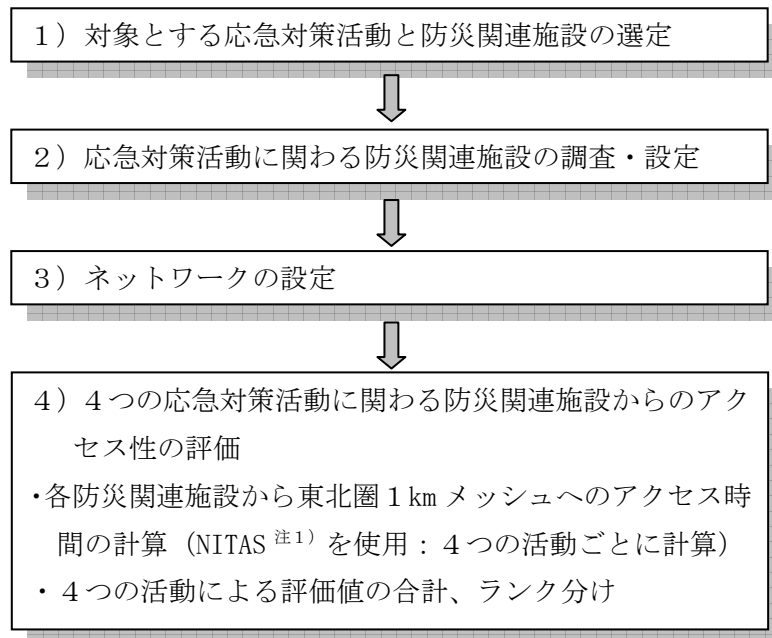 １）対象とする応急対策活動と防災関連施設の選定
２）応急対策活動に関わる防災関連施設の調査・設定
３）ネットワークの設定
４）４つの応急対策活動に関わる防災関連施設からのアク
セス性の評価
・各防災関連施設から東北圏１km メッシュへのアクセス時
間の計算（NITAS 注１）を使用：４つの活動ごとに計算）
・４つの活動による評価値の合計、ランク分け